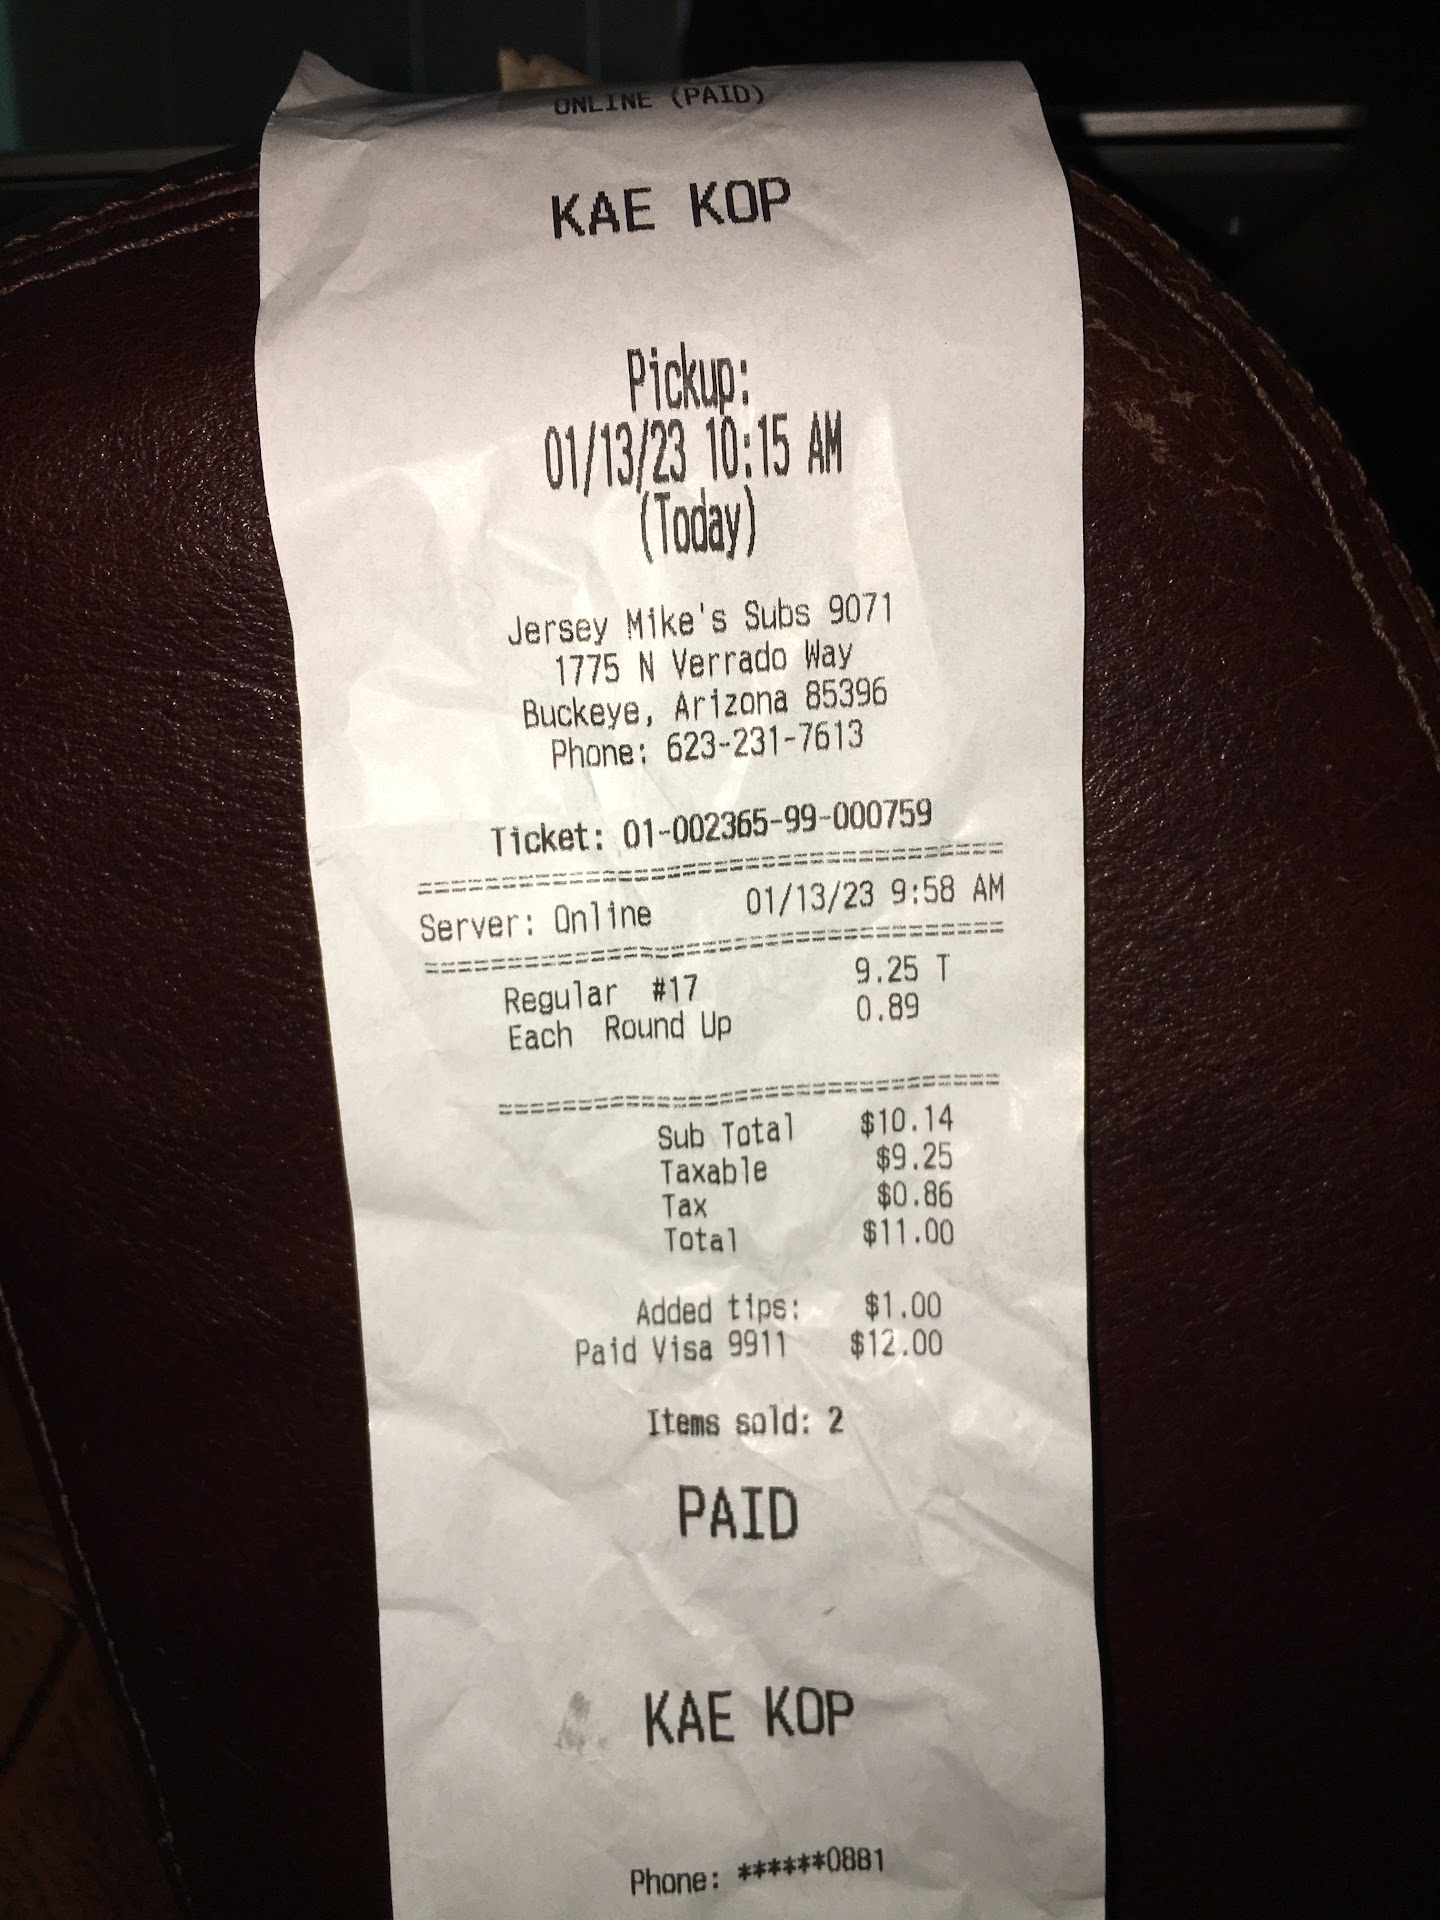 ONLINE (PAID)
KAE KOP
Pickup:
01/13/23 10:15 AM
(Today)
Jersey Mike's Subs 9071
1775 N Verrado Way
Buckeye, Arizona 85396
Phone: 623-231-7613
Ticket: 01-002365-99-000759
Server: Online 01/13/23 9:58 AM
Regular #17 9.25 T
Each Round Up 0.89
Sub Total $10.14
Taxable $9.25
Tax $0.86
Total $11.00
Added tips: $1.00
Paid Visa 9911 $12.00
Items sold: 2
PAID
KAE KOP
Phone: ******0881